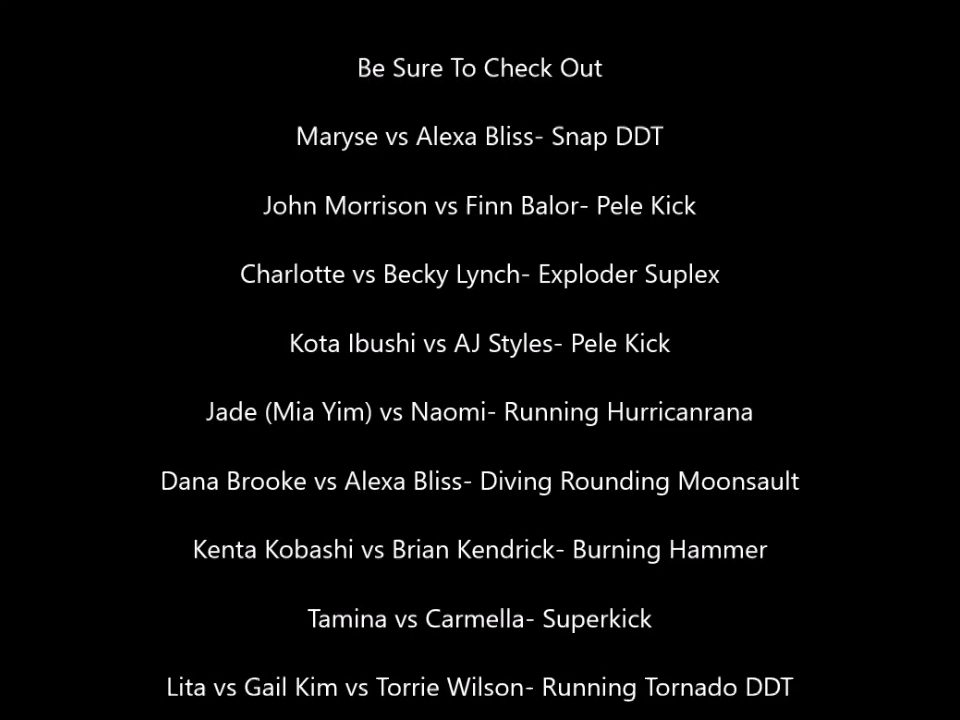 Be Sure To Check Out
Maryse vs Alexa Bliss- Snap DDT
John Morrison vs Finn Balor- Pele Kick
Charlotte vs Becky Lynch- Exploder Suplex
Kota Ibushi vs AJ Styles- Pele Kick
Jade (Mia Yim) vs Naomi- Running Hurricanrana
Dana Brooke vs Alexa Bliss- Diving Rounding Moonsault
Kenta Kobashi vs Brian Kendrick- Burning Hammer
Tamina vs Carmella- Superkick
Lita vs Gail Kim vs Torrie Wilson- Running Tornado DDT